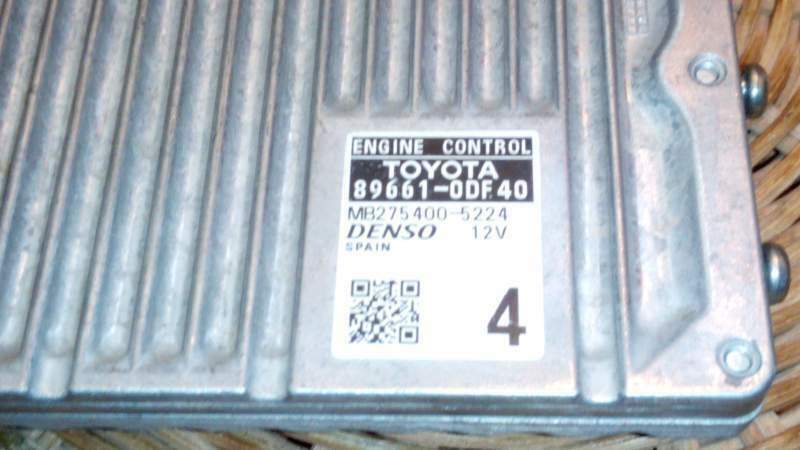 ENGINE CONTROL
TOYOTA
89661-0DF40
MB275400-5224
DENSO 12V
SPAIN
4